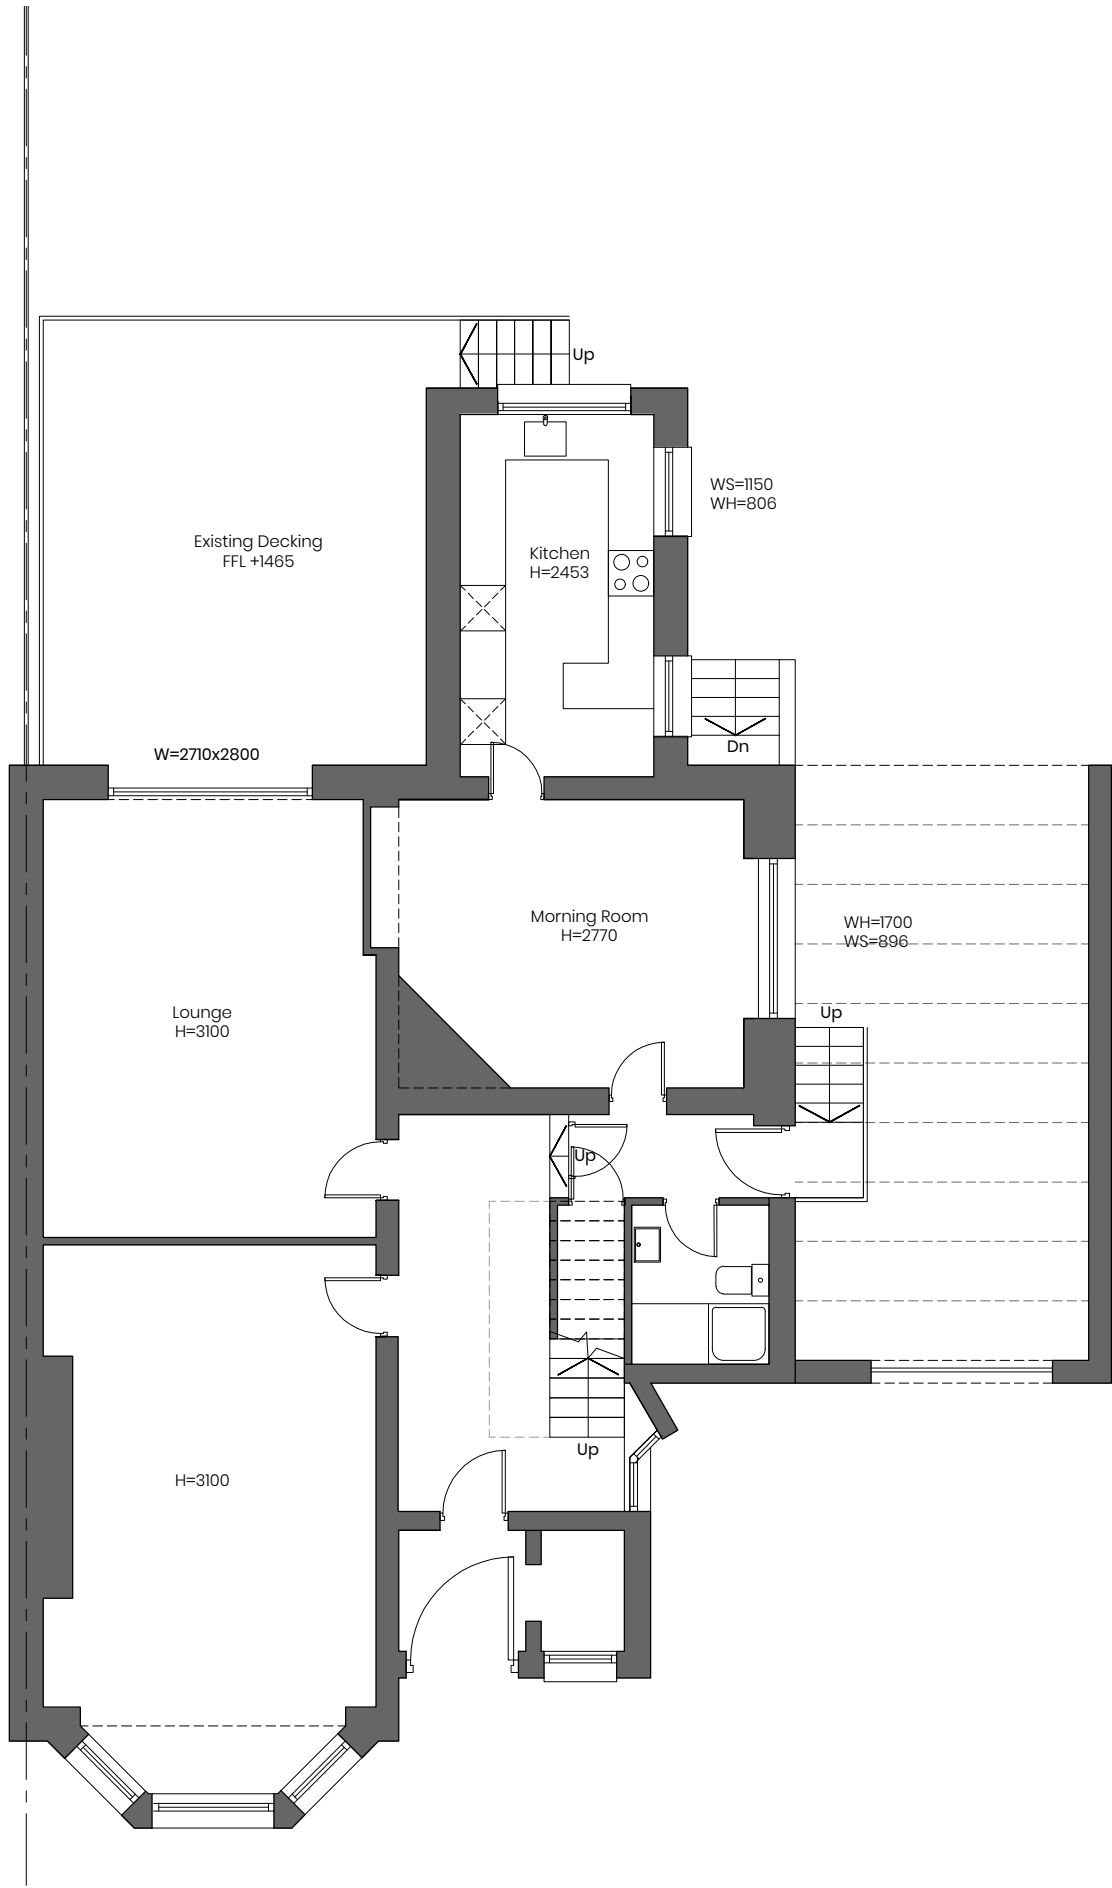 Up
WS=1150
WH=806
Existing Decking
FFL +1465
Kitchen
H=2453
Dn
W=2710x2800
Morning Room
H=2770
WH=1700
WS=896
Lounge
H=3100
Up
Up
Up
H=3100